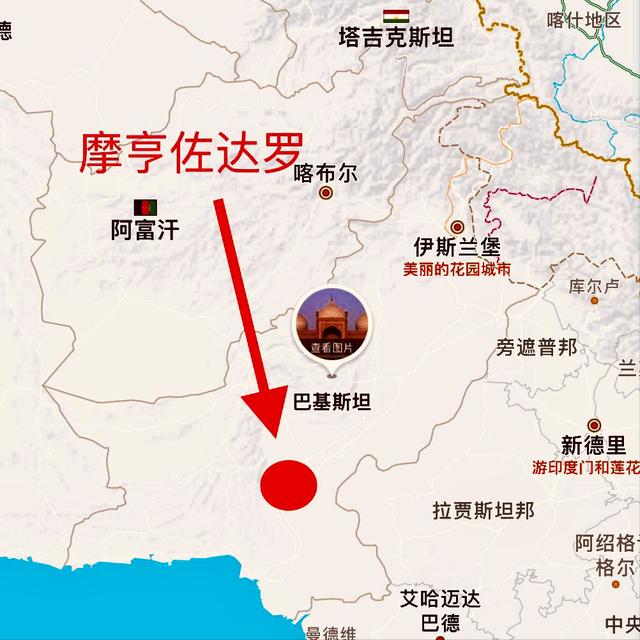 德
喀什地区
塔吉克斯坦
摩亨佐达罗
喀布尔
阿富汗
伊斯兰堡
美丽的花园城市
库尔卢
查看图片
旁遮普邦
兰
巴基斯坦
新德里
游印度门和莲花
拉贾斯坦邦
阿绍格
格尔
艾哈迈达
巴德
中央
曼德维